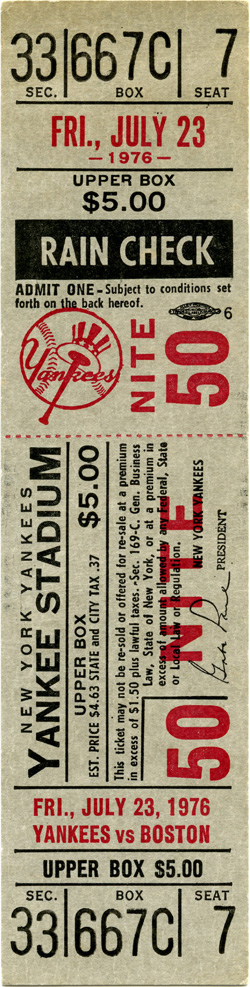 33 667C 7
SEC. BOX SEAT
FRI., JULY 23
—1976—
UPPER BOX
$5.00
RAIN CHECK
ADMIT ONE – Subject to conditions set
forth on the back hereof.
6
Yankees
NITE
50
NEW YORK YANKEES
YANKEE STADIUM
UPPER BOX
EST. PRICE $4.63 STATE and CITY TAX .37
$5.00
This ticket may not be re-sold or offered for re-sale at a premium
in excess of $1.50 plus lawful taxes.-Sec. 169-C, Gen. Business
Law, State of New York, or at a premium in
excess of amount allowed by any Federal, State
or Local Law or Regulation.
NEW YORK YANKEES
PRESIDENT
50 NITE
FRI., JULY 23, 1976
YANKEES vs BOSTON
UPPER BOX $5.00
SEC. BOX SEAT
33 667C 7